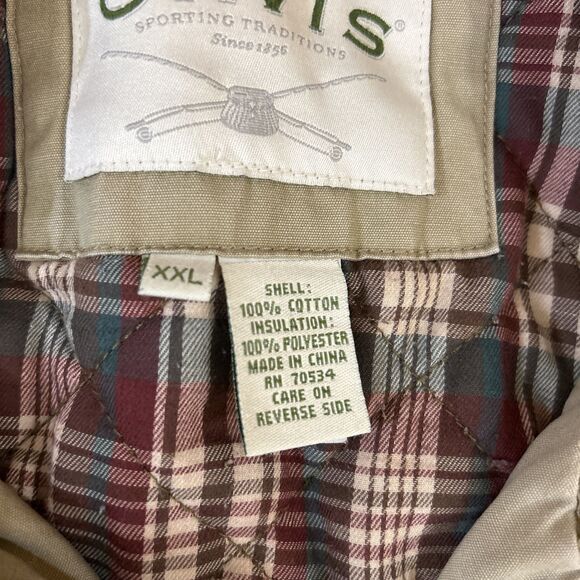 ORVIS®
SPORTING TRADITIONS
Since 1856
XXL
SHELL:
100% COTTON
INSULATION:
100% POLYESTER
MADE IN CHINA
RN 70534
CARE ON
REVERSE SIDE